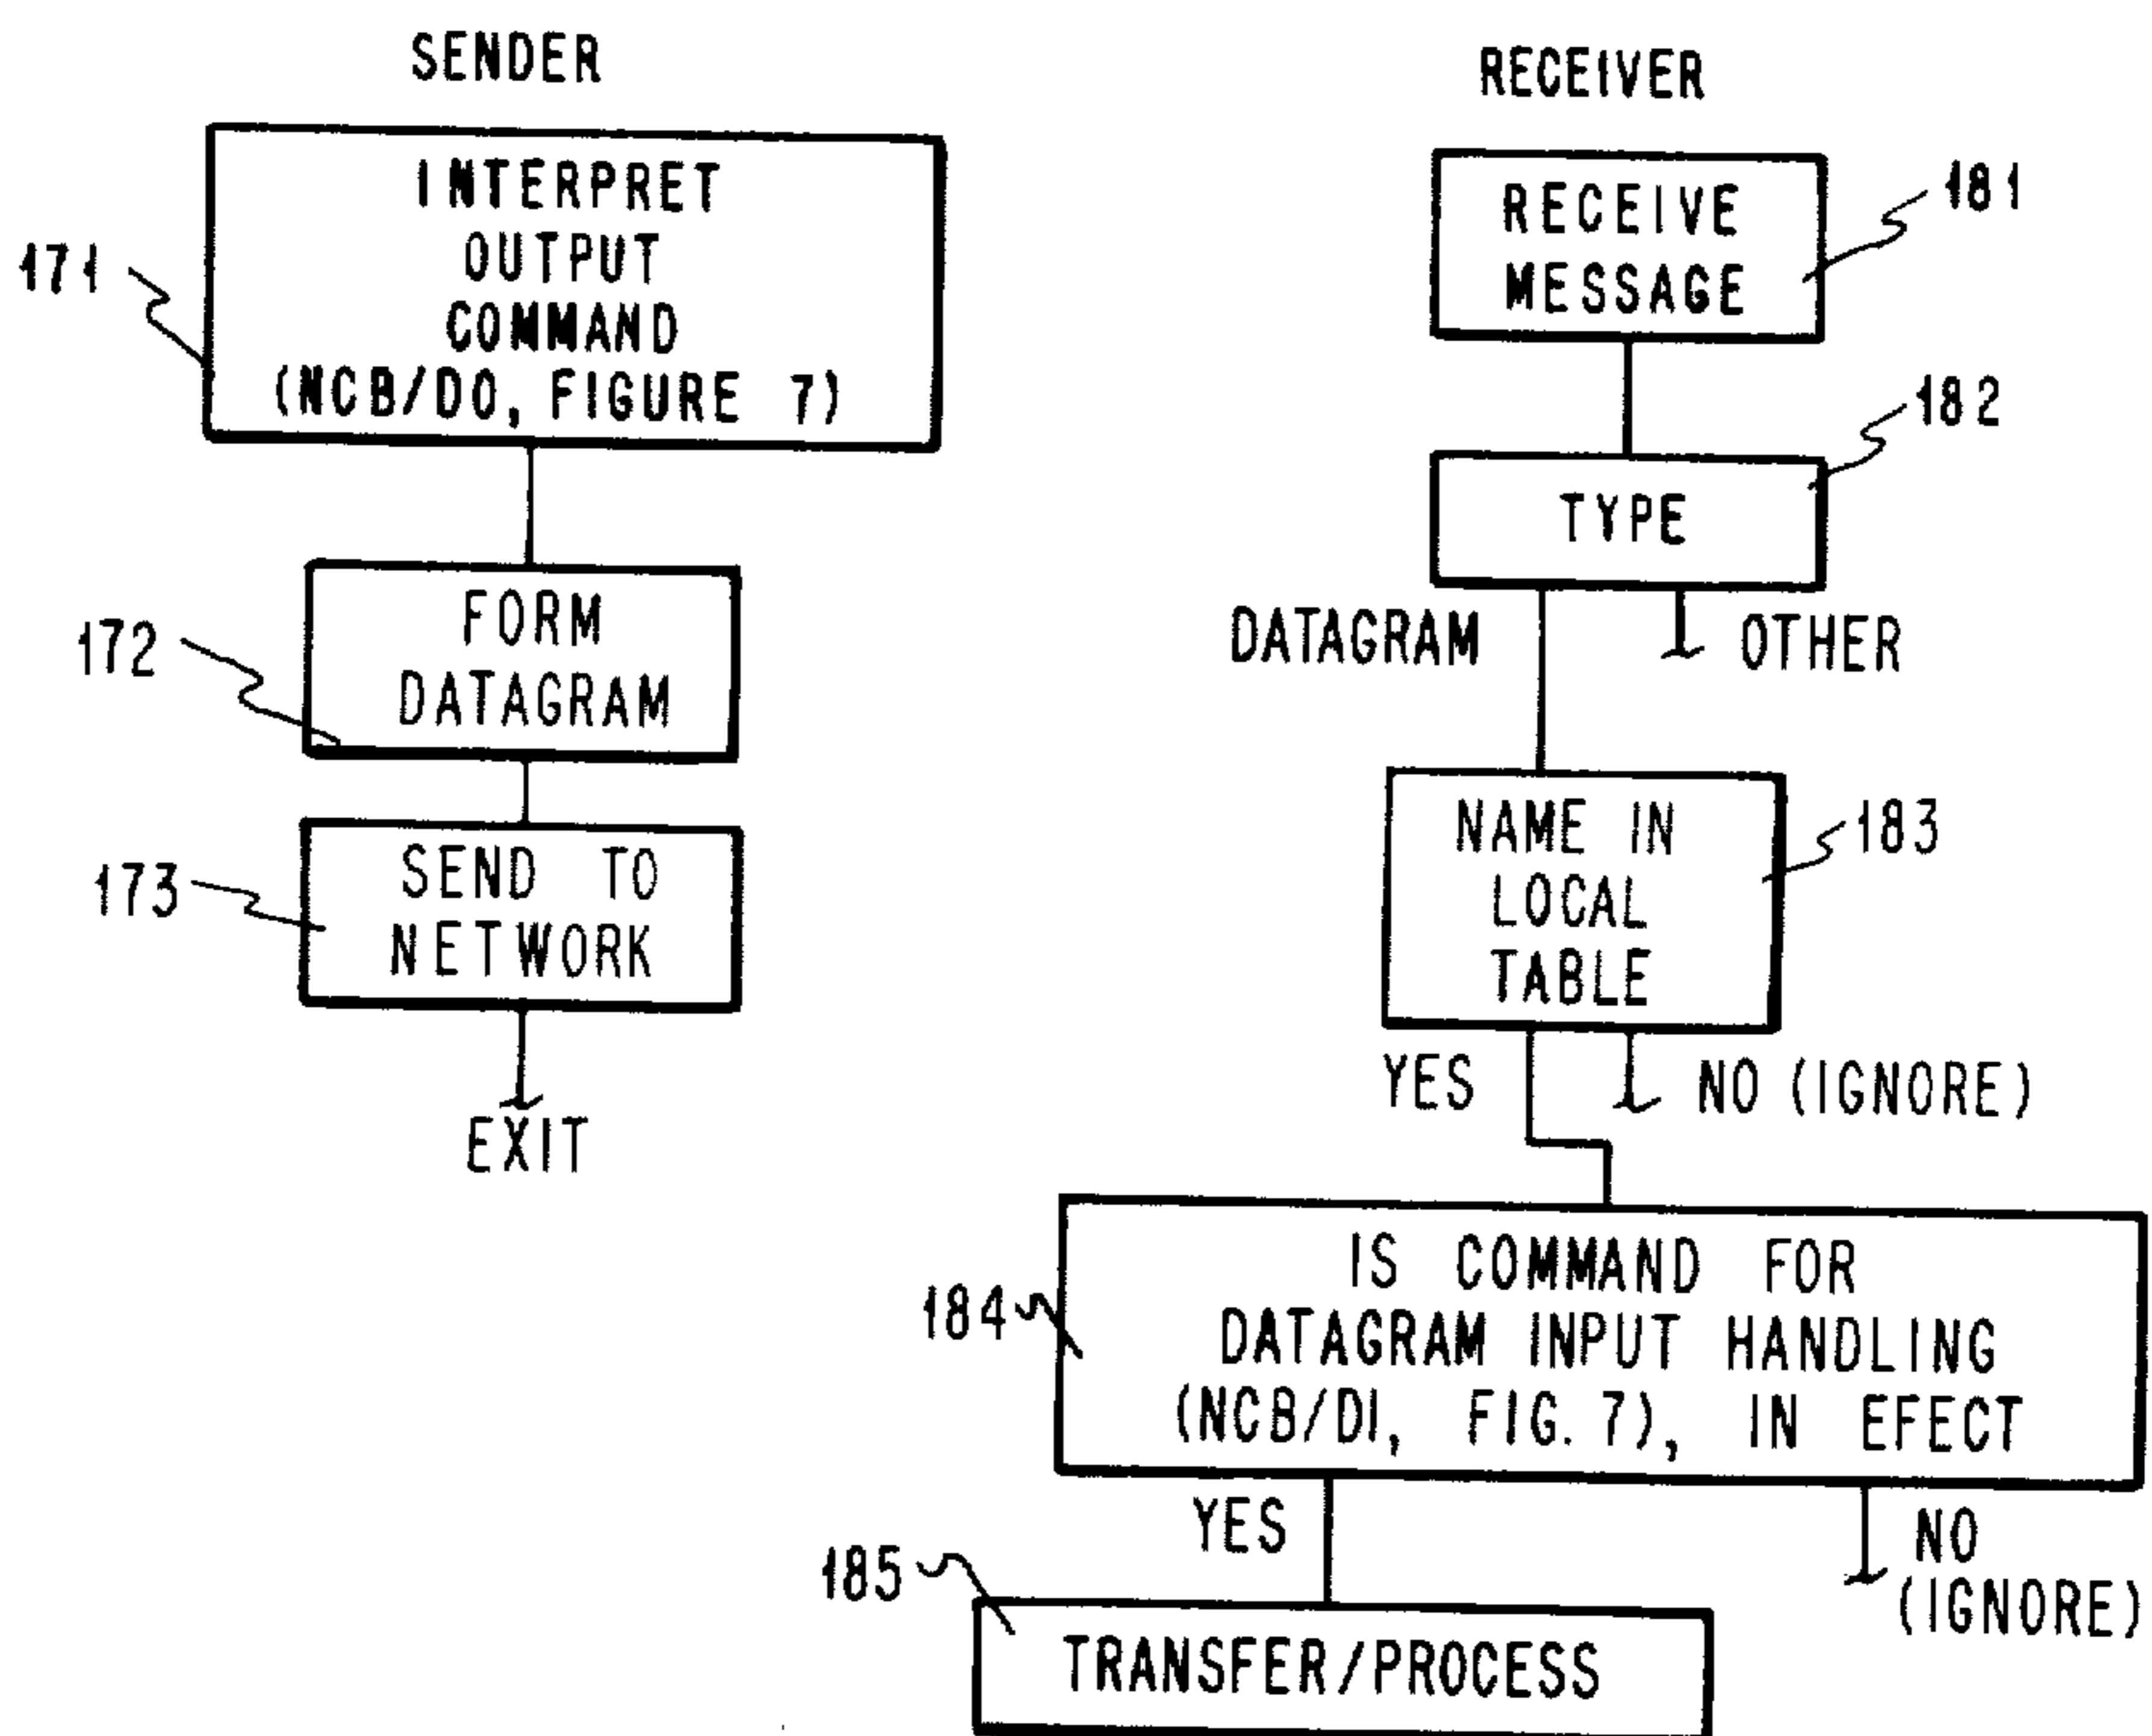 SENDER
171
INTERPRET
OUTPUT
COMMAND
(NCB/DO, FIGURE 7)
172
FORM
DATAGRAM
173
SEND TO
NETWORK
EXIT
RECEIVER
RECEIVE
MESSAGE
181
TYPE
182
DATAGRAM
OTHER
NAME IN
LOCAL
TABLE
183
YES
NO (IGNORE)
184
IS COMMAND FOR
DATAGRAM INPUT HANDLING
(NCB/DI, FIG. 7), IN EFECT
YES
NO
(IGNORE)
185
TRANSFER/PROCESS